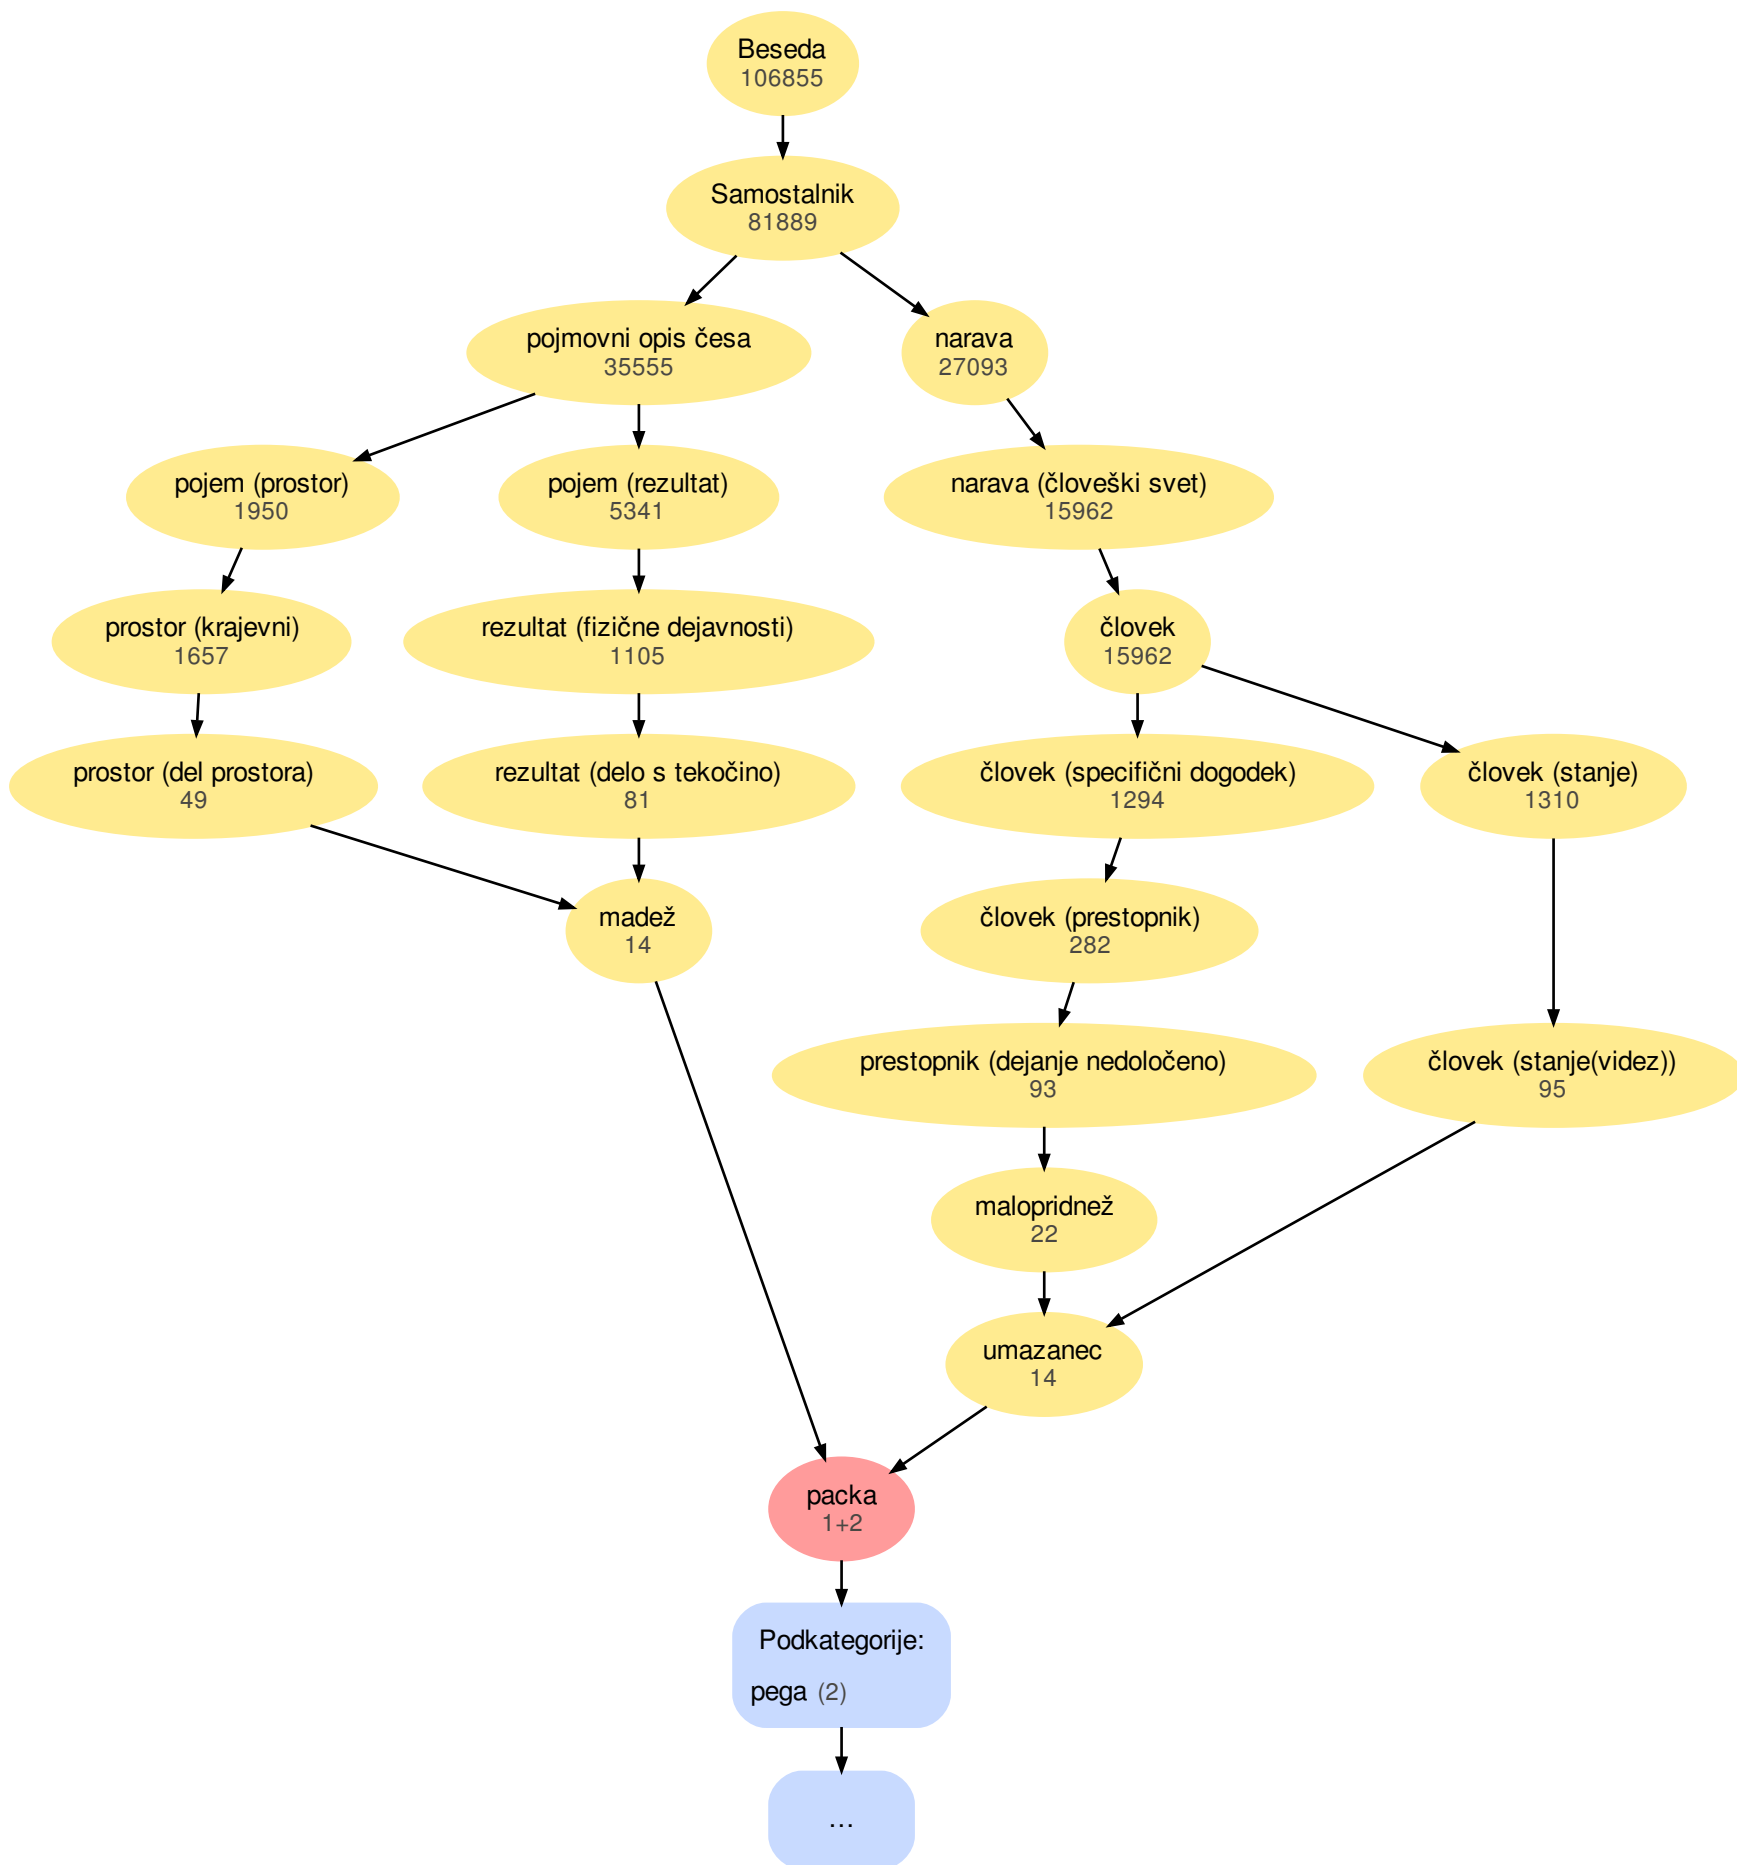 Beseda
106855
Samostalnik
81889
pojmovni opis česa
35555
narava
27093
pojem (prostor)
1950
pojem (rezultat)
5341
narava (človeški svet)
15962
prostor (krajevni)
1657
rezultat (fizične dejavnosti)
1105
človek
15962
prostor (del prostora)
49
rezultat (delo s tekočino)
81
človek (specifični dogodek)
1294
človek (stanje)
1310
madež
14
človek (prestopnik)
282
prestopnik (dejanje nedoločeno)
93
človek (stanje(videz))
95
malopridnež
22
umazanec
14
packa
1+2
Podkategorije:
pega (2)
...